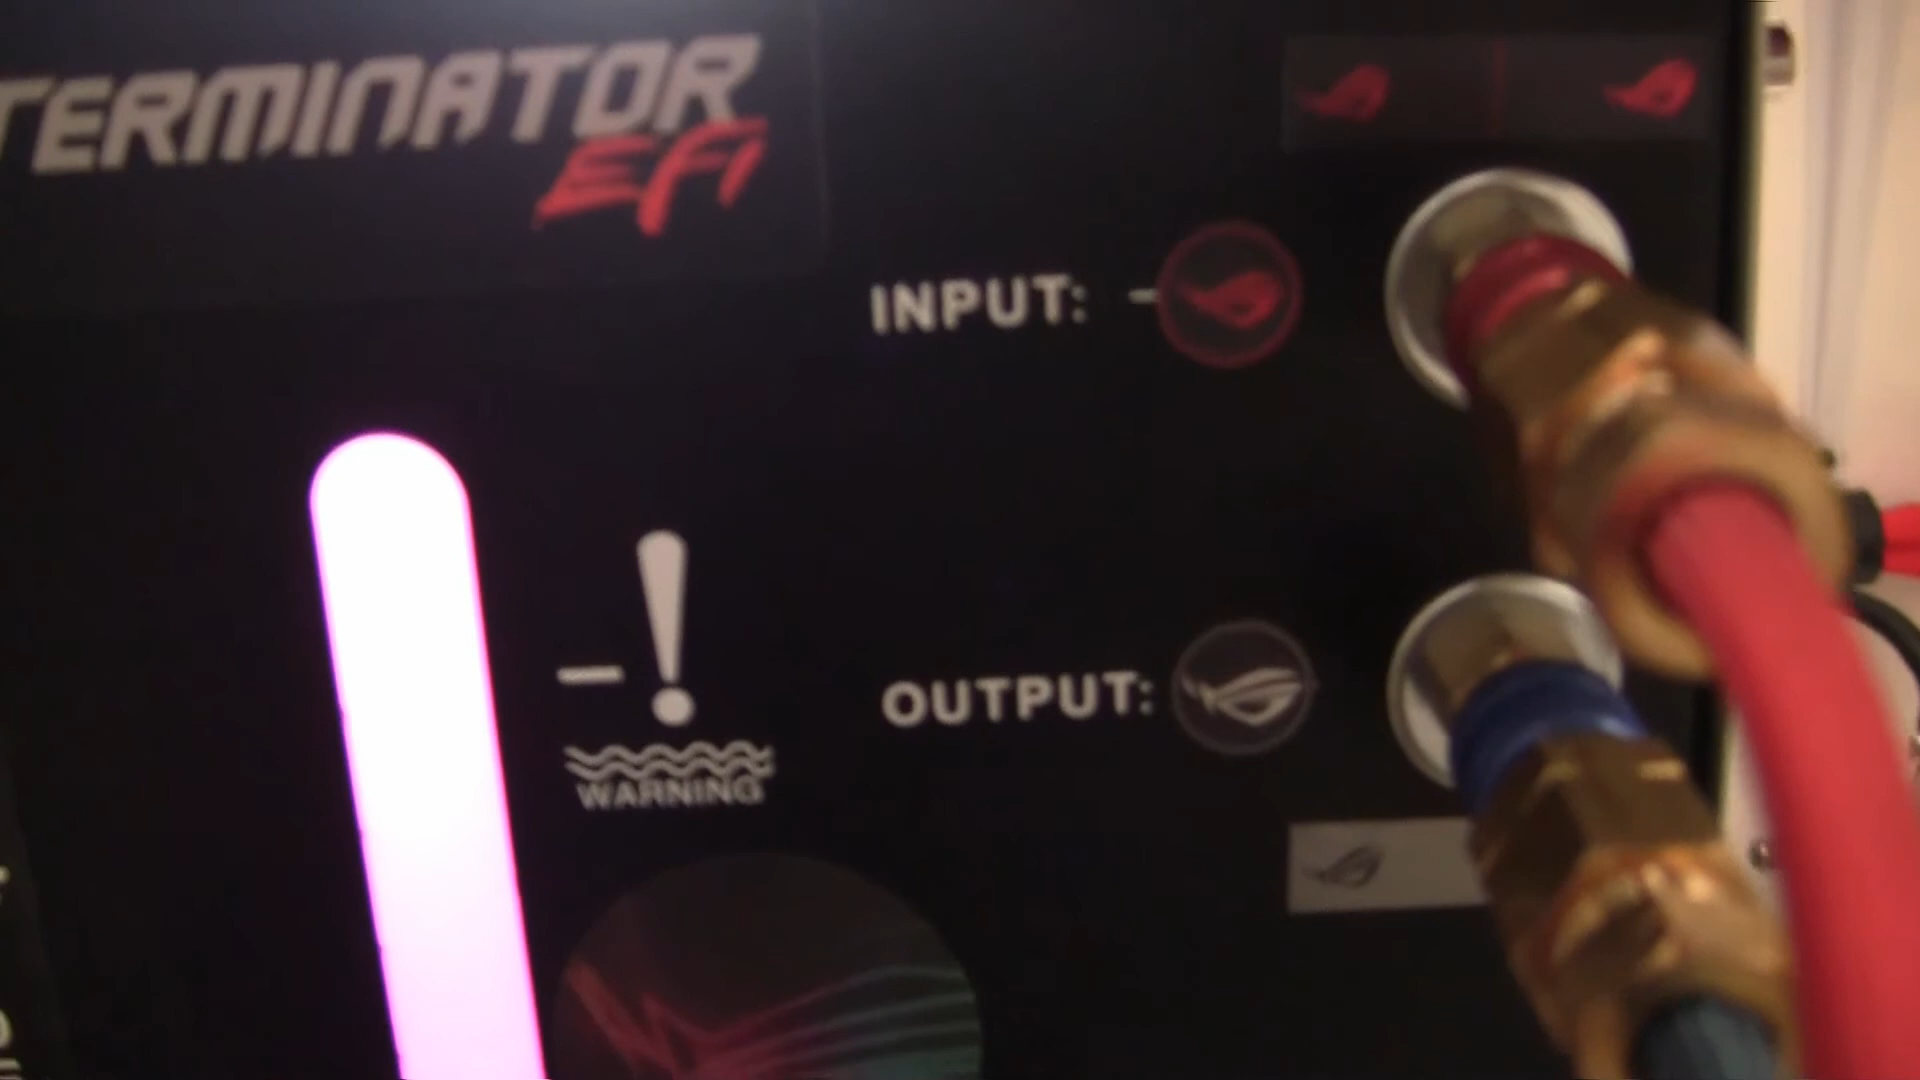 TERMINATOR
EFI
INPUT:
OUTPUT:
WARNING